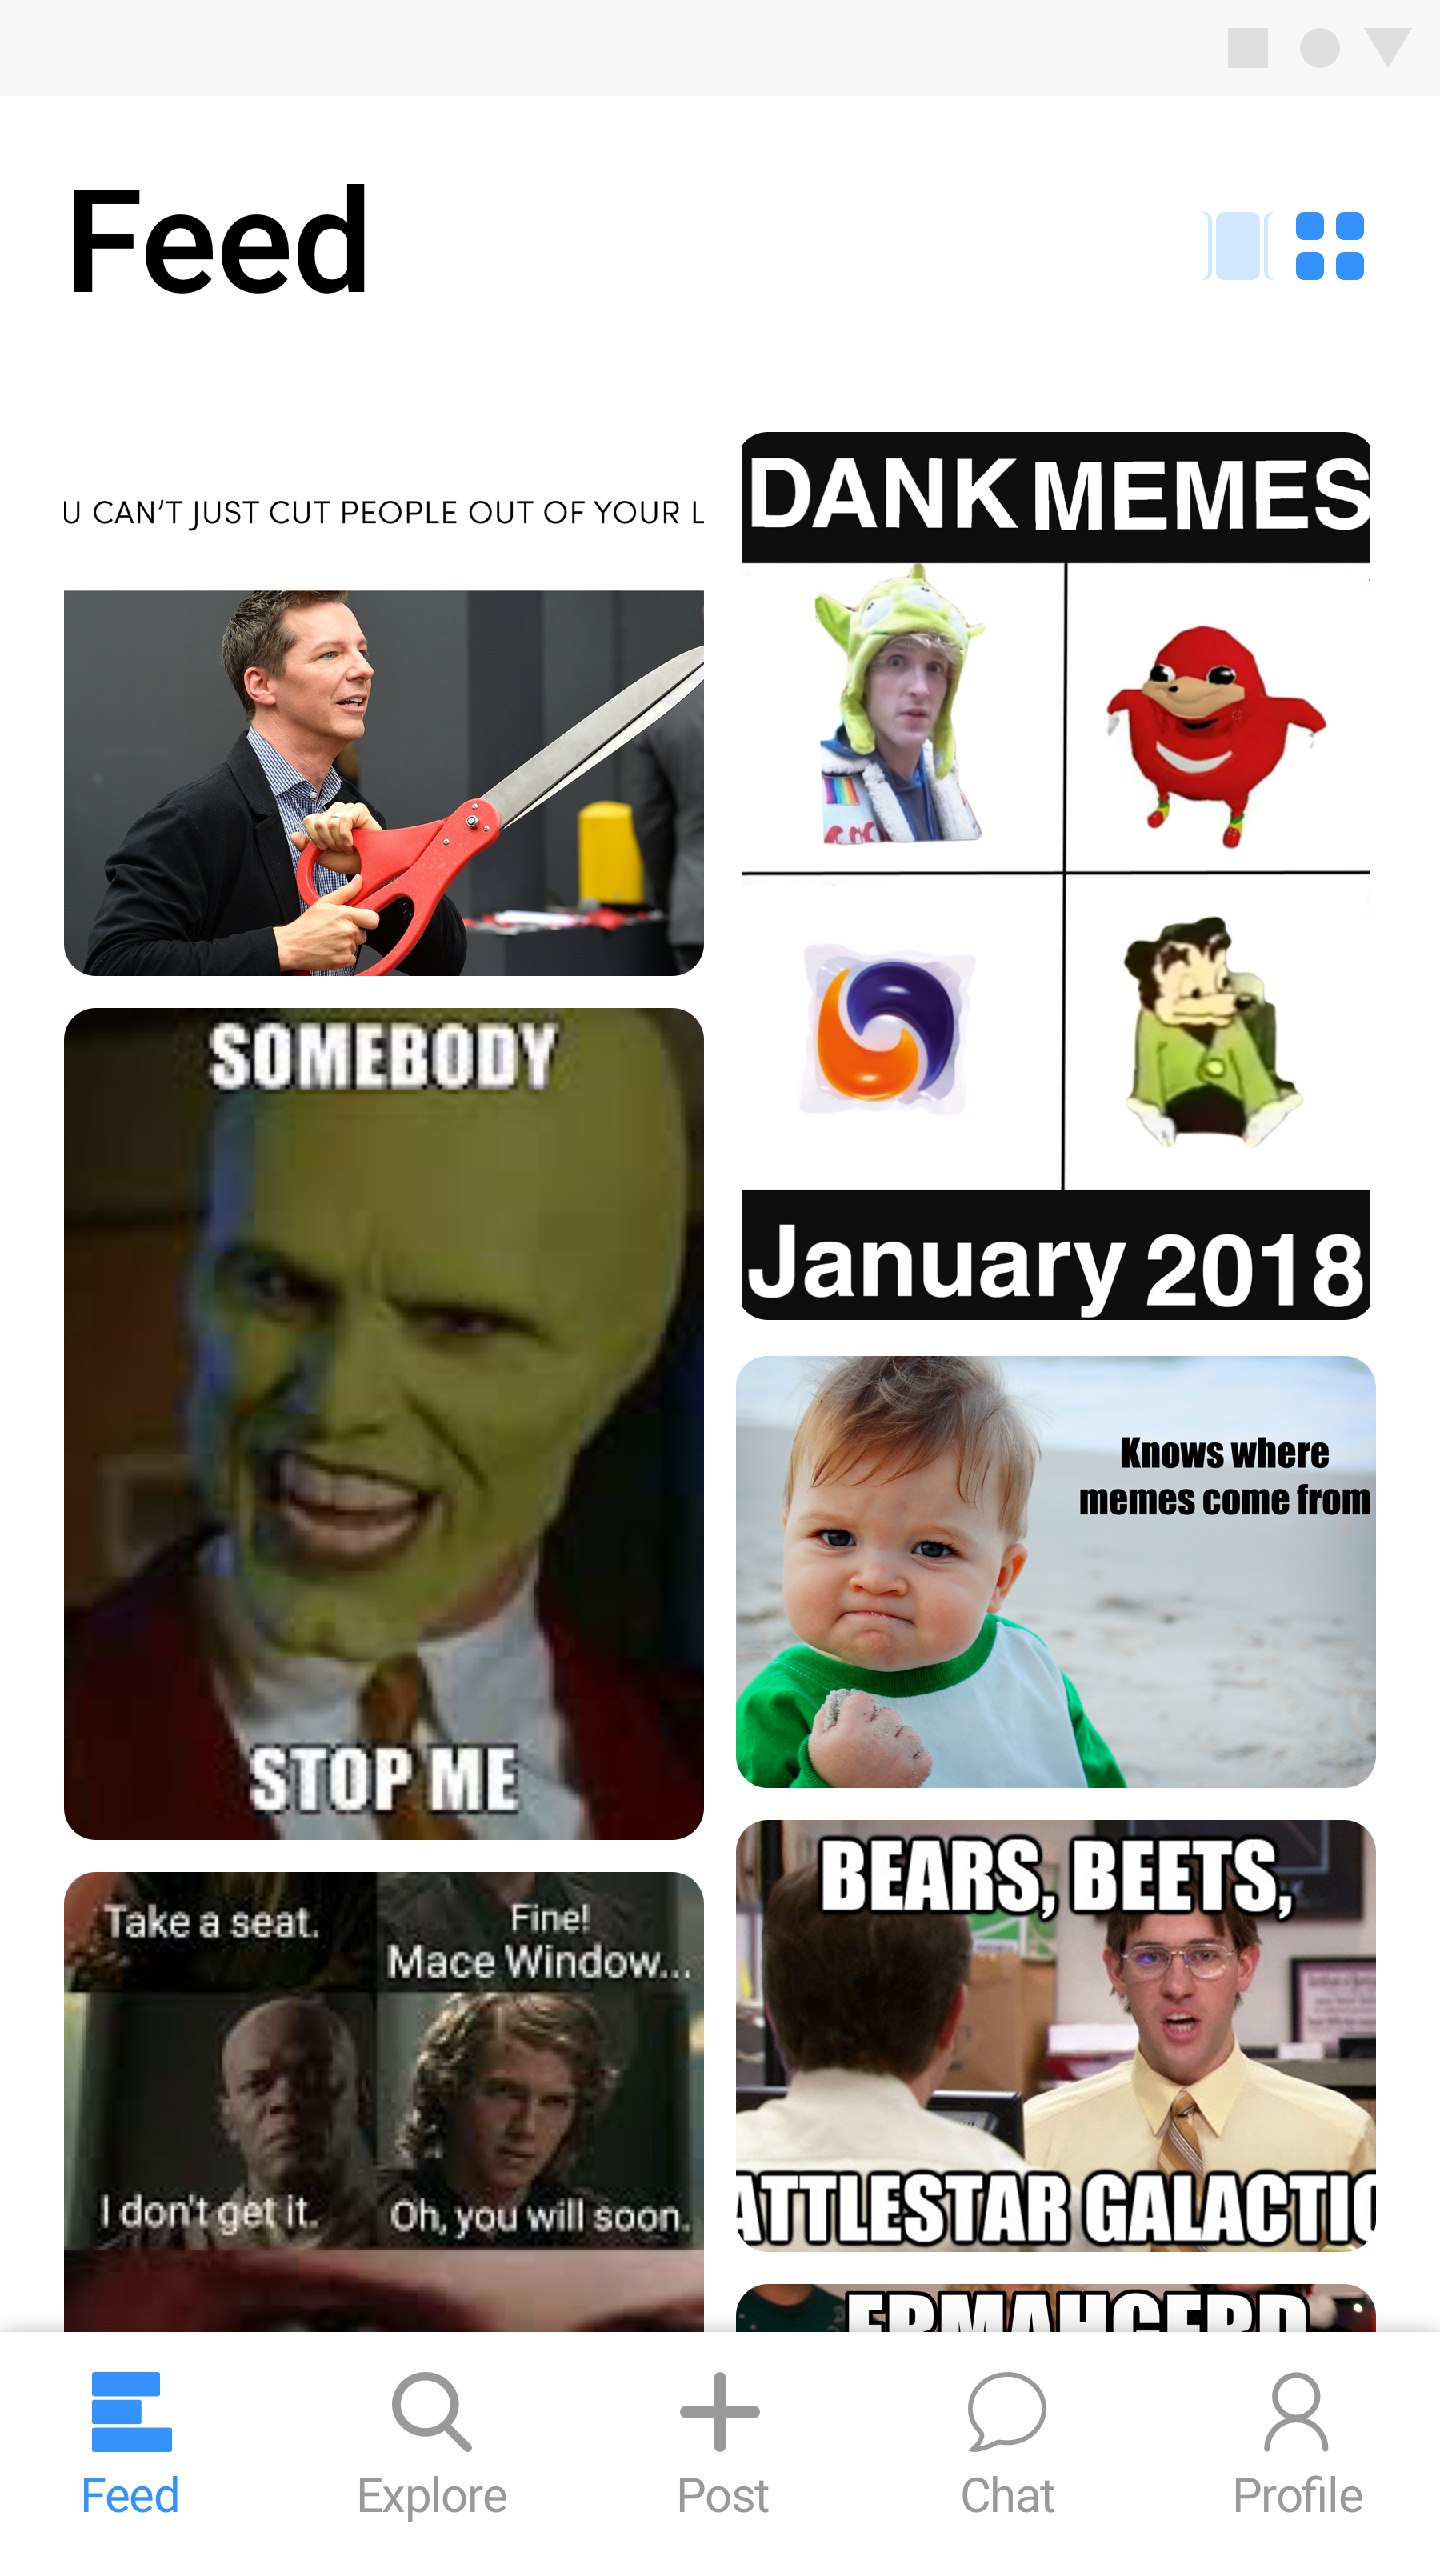 Feed
U CAN'T JUST CUT PEOPLE OUT OF YOUR L
DANK MEMES
January 2018
SOMEBODY
STOP ME
Knows where
memes come from
Take a seat.
Fine!
Mace Window...
I don't get it.
Oh, you will soon.
BEARS, BEETS,
ATTLESTAR GALACTIC
ERMAHGERD
Feed
Explore
Post
Chat
Profile